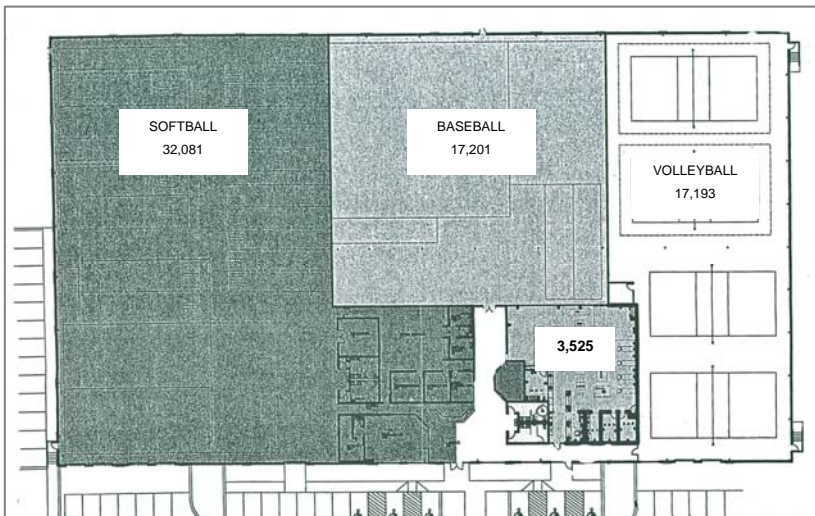 SOFTBALL
32,081
BASEBALL
17,201
VOLLEYBALL
17,193
3,525